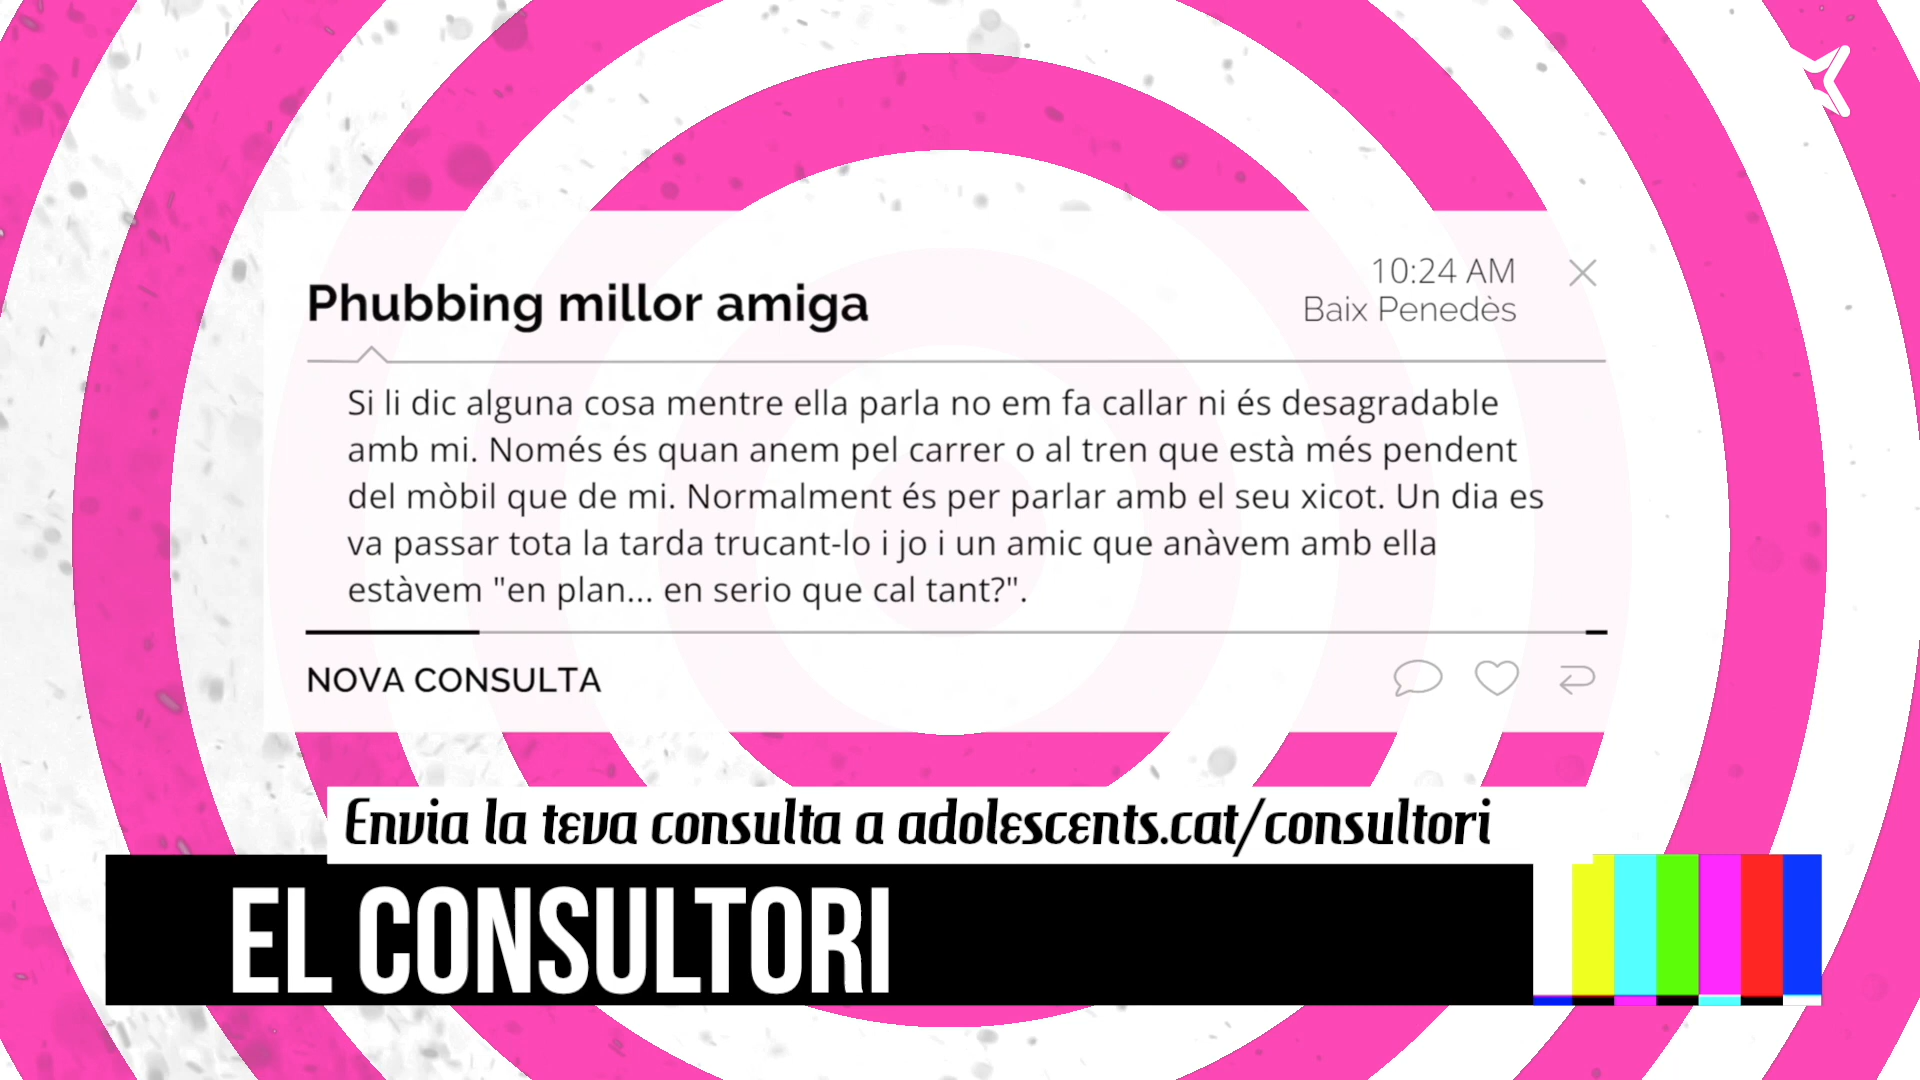 10:24 AM
Phubbing millor amiga
Baix Penedès
Si li dic alguna cosa mentre ella parla no em fa callar ni és desagradable
amb mi. Només és quan anem pel carrer o al tren que està més pendent
del mòbil que de mi. Normalment és per parlar amb el seu xicot. Un dia es
va passar tota la tarda trucant-lo i jo i un amic que anàvem amb ella
estàvem "en plan... en serio que cal tant?".
NOVA CONSULTA
Envia la teva consulta a adolescents.cat/consultori
EL CONSULTORI